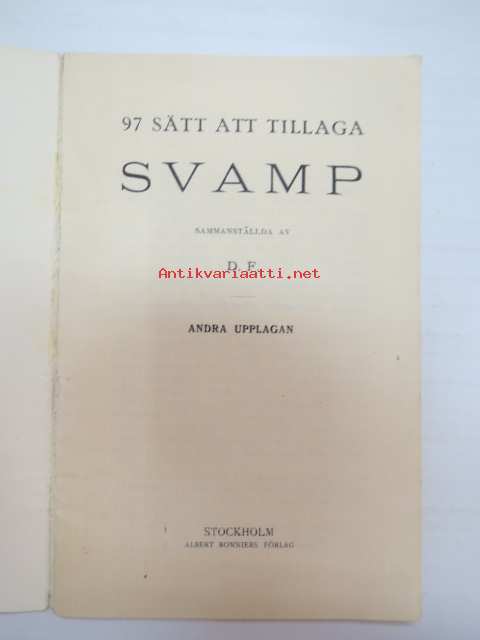 97 SÄTT ATT TILLAGA
SVAMP
SAMMANSTÄLLDA AV
D. F.
Antikvariaatti.net
ANDRA UPPLAGAN
STOCKHOLM
ALBERT BONNIERS FÖRLAG